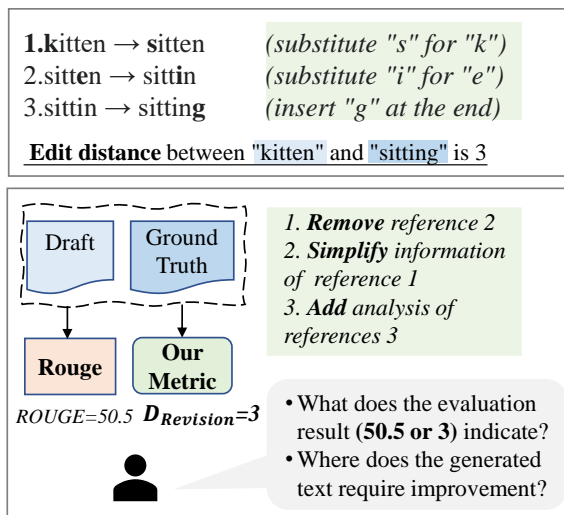 1.kitten → sitten (substitute "s" for "k")
2.sitten → sittin (substitute "i" for "e")
3.sittin → sitting (insert "g" at the end)
Edit distance between "kitten" and "sitting" is 3
Draft
Ground
Truth
Rouge
Our
Metric
ROUGE=50.5 D_Revision=3
1. Remove reference 2
2. Simplify information
of reference 1
3. Add analysis of
references 3
• What does the evaluation
result (50.5 or 3) indicate?
• Where does the generated
text require improvement?